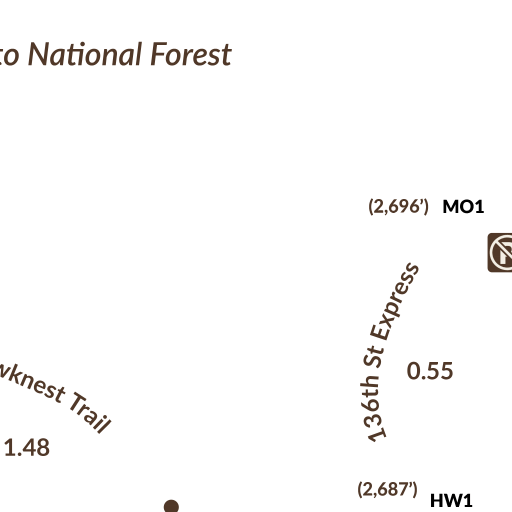 to National Forest
(2,696’) MO1
136th St Express
0.55
wknest Trail
1.48
(2,687’) HW1